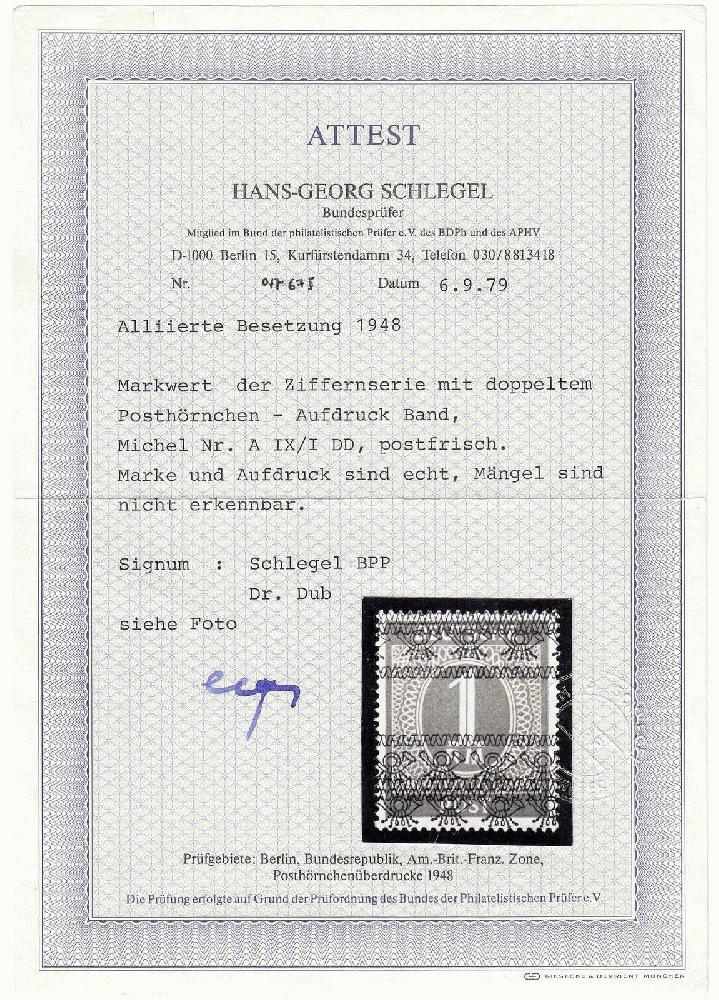 ATTEST
HANS-GEORG SCHLEGEL
Bundesprüfer
Mitglied im Bund der philatelistischen Prüfer e.V. des BDPh und des APHV
D-1000 Berlin 15, Kurfürstendamm 34, Telefon 030/8813418
Nr. Datum 6.9.79
Alliierte Besetzung 1948
Markwert der Ziffernserie mit doppeltem
Posthörnchen - Aufdruck Band,
Michel Nr. A IX/I DD, postfrisch.
Marke und Aufdruck sind echt, Mängel sind
nicht erkennbar.
Signum : Schlegel BPP
Dr. Dub
siehe Foto
1
Prüfgebiete: Berlin, Bundesrepublik, Am.-Brit.-Franz. Zone,
Posthörnchenüberdrucke 1948
Die Prüfung erfolgte auf Grund der Prüfordnung des Bundes der Philatelistischen Prüfer e.V.
GIESECKE & DEVRIENT MÜNCHEN